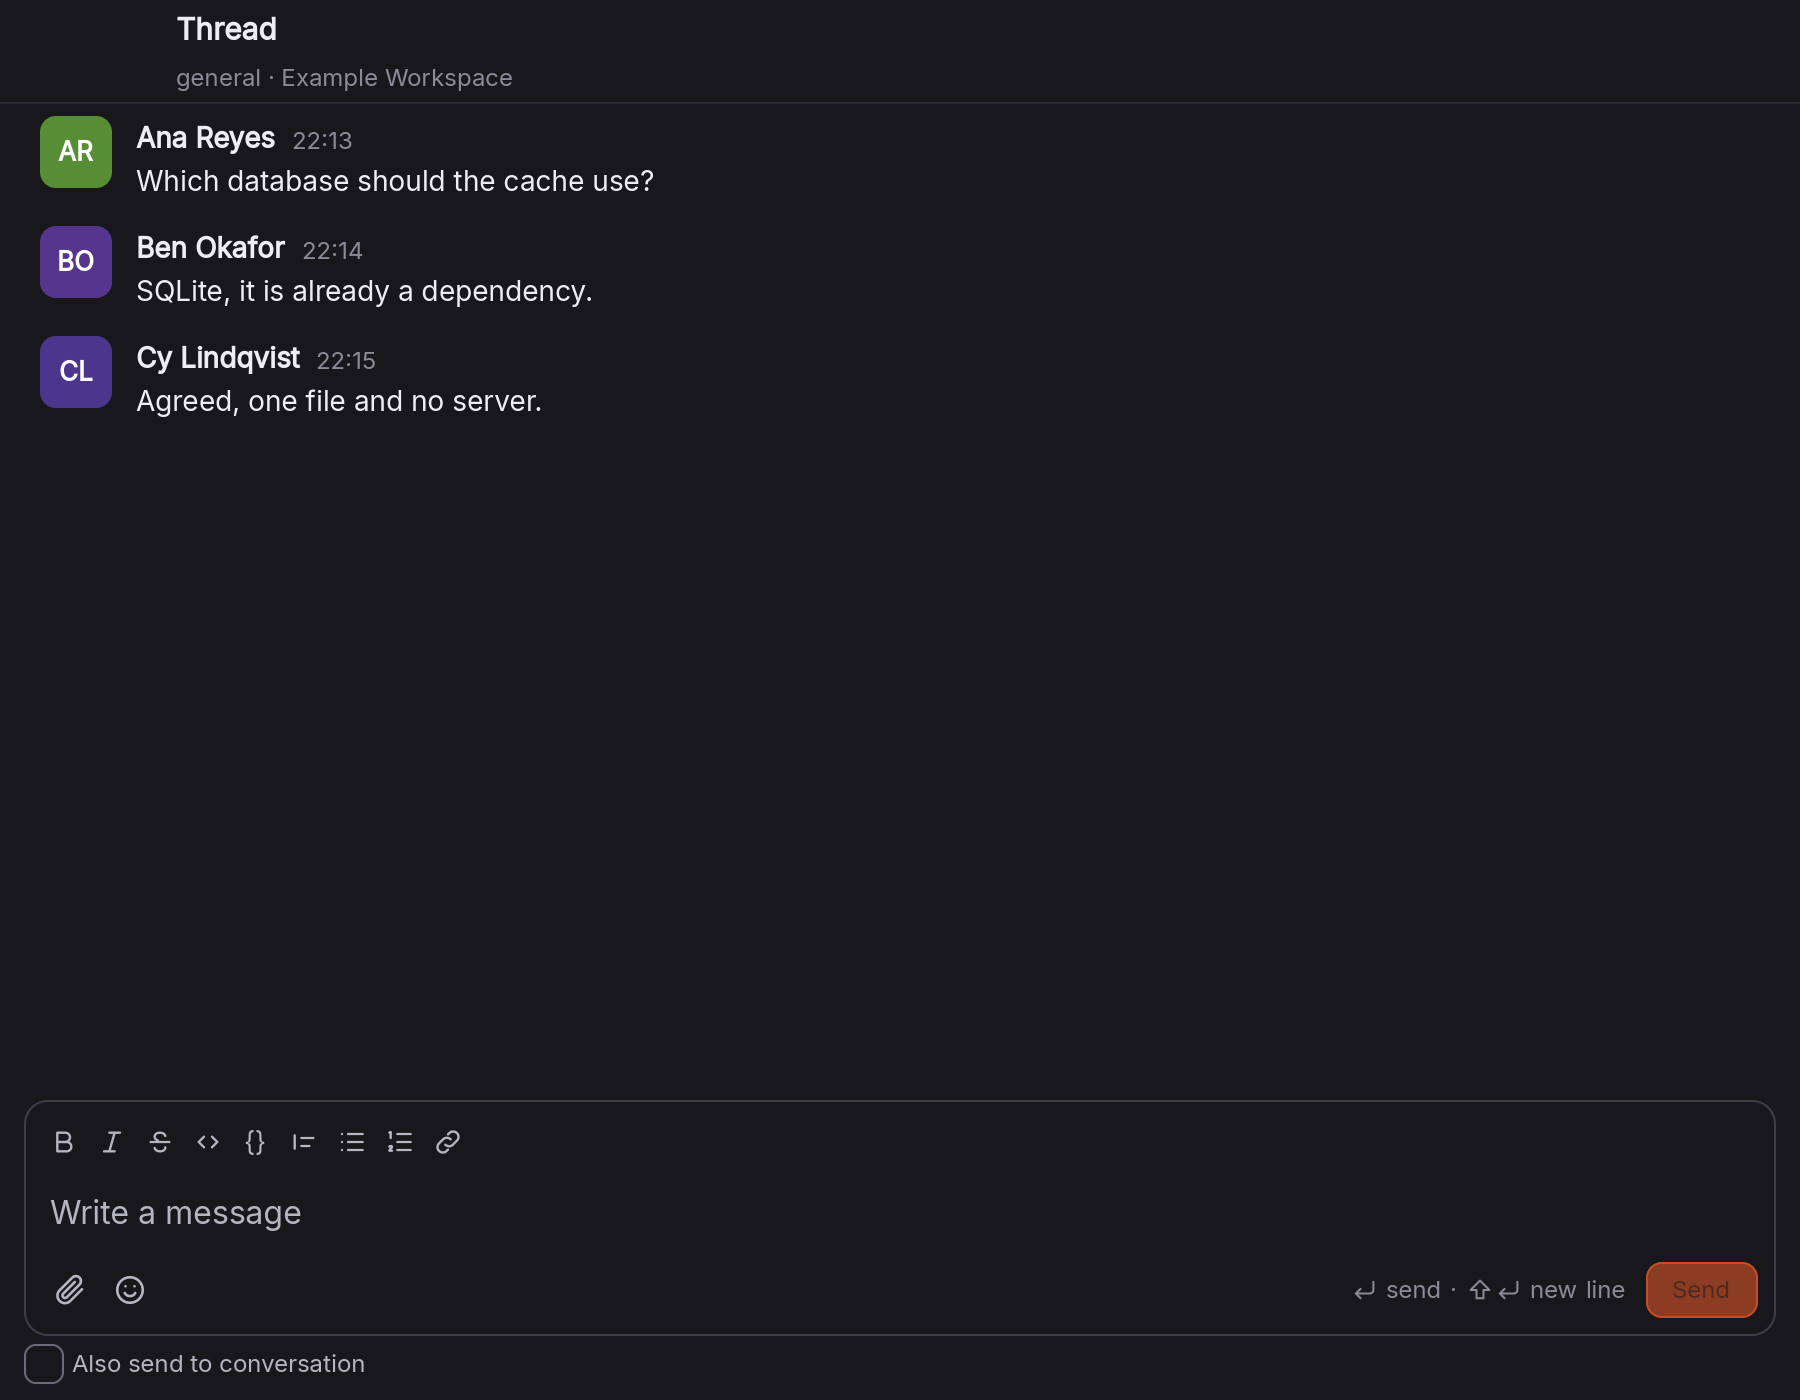 Thread
general · Example Workspace
AR
Ana Reyes 22:13
Which database should the cache use?
BO
Ben Okafor 22:14
SQLite, it is already a dependency.
CL
Cy Lindqvist 22:15
Agreed, one file and no server.
Write a message
send · new line
Send
Also send to conversation